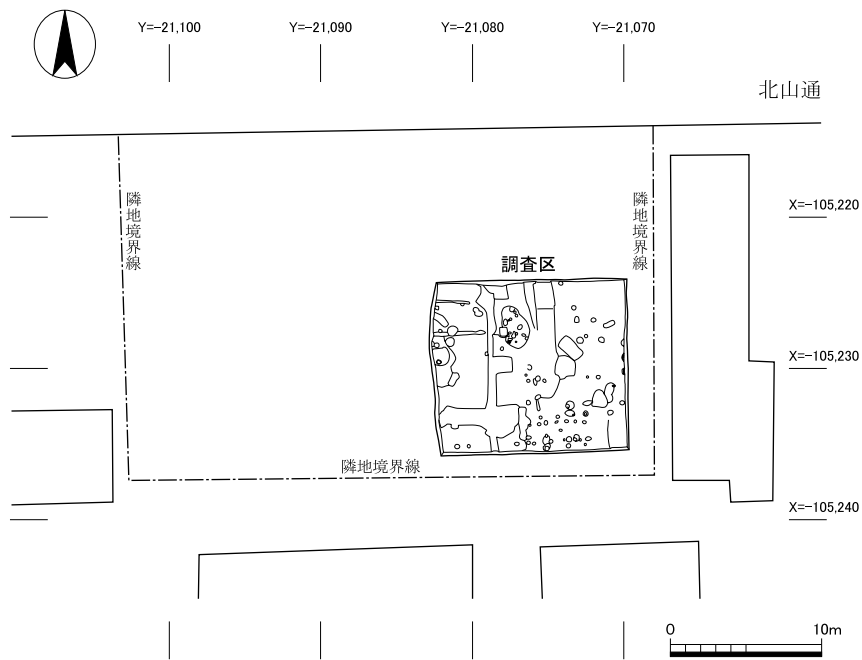 Y=-21,100
Y=-21,090
Y=-21,080
Y=-21,070
北山通
隣地境界線
隣地境界線
X=-105,220
調査区
X=-105,230
隣地境界線
X=-105,240
0
10m